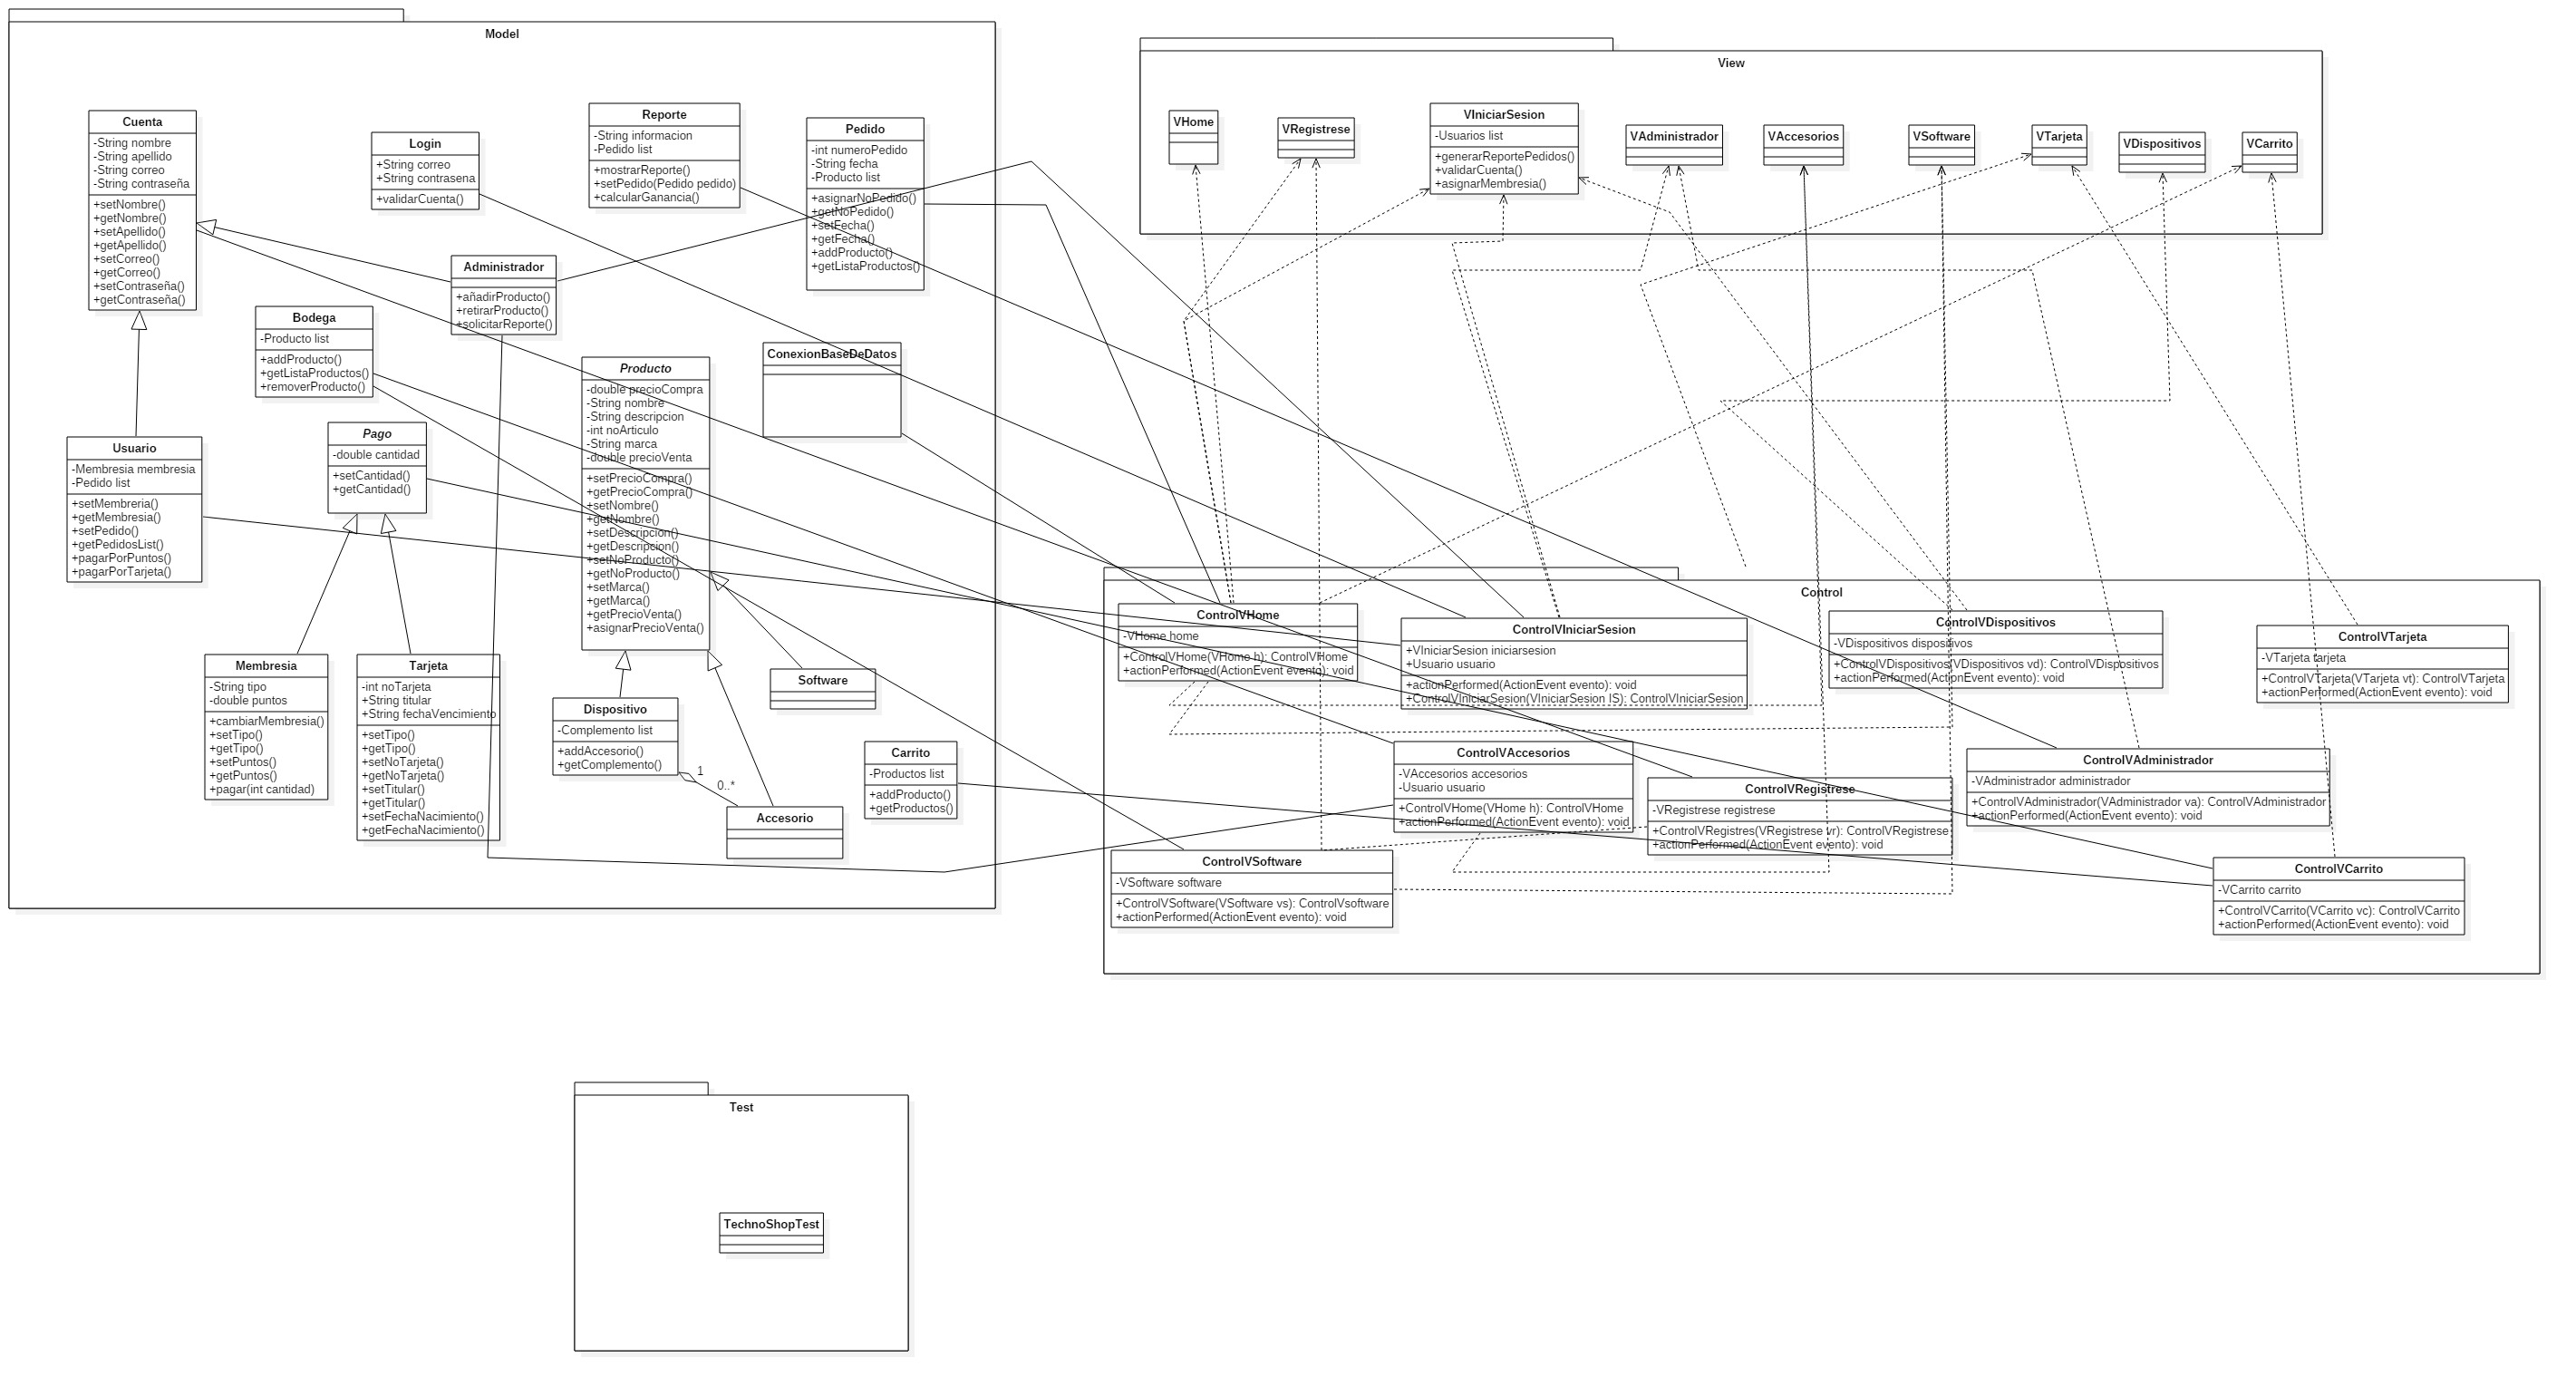 Model
Cuenta
-String nombre
-String apellido
-String correo
-String contraseña
+setNombre()
+getNombre()
+setApellido()
+getApellido()
+setCorreo()
+getCorreo()
+setContraseña()
+getContraseña()
Login
+String correo
+String contrasena
+validarCuenta()
Reporte
-String informacion
-Pedido list
+mostrarReporte()
+setPedido(Pedido pedido)
+calcularGanancia()
Pedido
-int numeroPedido
-String fecha
-Producto list
+asignarNoPedido()
+getNoPedido()
+setFecha()
+getFecha()
+addProducto()
+getListaProductos()
Administrador
+añadirProducto()
+retirarProducto()
+solicitarReporte()
Bodega
-Producto list
+addProducto()
+getListaProductos()
+removerProducto()
Producto
-double precioCompra
-String nombre
-String descripcion
-int noArticulo
-String marca
-double precioVenta
+setPrecioCompra()
+getPrecioCompra()
+setNombre()
+getNombre()
+setDescripcion()
+getDescripcion()
+setNoProducto()
+getNoProducto()
+setMarca()
+getMarca()
+getPrecioVenta()
+asignarPrecioVenta()
ConexionBaseDeDatos
Usuario
-Membresia membresia
-Pedido list
+setMembreria()
+getMembresia()
+setPedido()
+getPedidosList()
+pagarPorPuntos()
+pagarPorTarjeta()
Pago
-double cantidad
+setCantidad()
+getCantidad()
Membresia
-String tipo
-double puntos
+cambiarMembresia()
+setTipo()
+getTipo()
+setPuntos()
+getPuntos()
+pagar(int cantidad)
Tarjeta
-int noTarjeta
+String titular
+String fechaVencimiento
+setTipo()
+getTipo()
+setNoTarjeta()
+getNoTarjeta()
+setTitular()
+getTitular()
+setFechaNacimiento()
+getFechaNacimiento()
Dispositivo
-Complemento list
+addAccesorio()
+getComplemento()
1
0..*
Software
Accesorio
Carrito
-Productos list
+addProducto()
+getProductos()
View
VHome
VRegistrese
VIniciarSesion
-Usuarios list
+generarReportePedidos()
+validarCuenta()
+asignarMembresia()
VAdministrador
VAccesorios
VSoftware
VTarjeta
VDispositivos
VCarrito
Control
ControlVHome
-VHome home
+ControlVHome(VHome h): ControlVHome
+actionPerformed(ActionEvent evento): void
ControlVIniciarSesion
+VIniciarSesion iniciarsesion
+Usuario usuario
+actionPerformed(ActionEvent evento): void
+ControlVIniciarSesion(VIniciarSesion IS): ControlVIniciarSesion
ControlVDispositivos
-VDispositivos dispositivos
+ControlVDispositivos(VDispositivos vd): ControlVDispositivos
+actionPerformed(ActionEvent evento): void
ControlVTarjeta
-VTarjeta tarjeta
+ControlVTarjeta(VTarjeta vt): ControlVTarjeta
+actionPerformed(ActionEvent evento): void
ControlVAccesorios
-VAccesorios accesorios
-Usuario usuario
+ControlVHome(VHome h): ControlVHome
+actionPerformed(ActionEvent evento): void
ControlVRegistrese
-VRegistrese registrese
+ControlVRegistres(VRegistrese vr): ControlVRegistrese
+actionPerformed(ActionEvent evento): void
ControlVAdministrador
-VAdministrador administrador
+ControlVAdministrador(VAdministrador va): ControlVAdministrador
+actionPerformed(ActionEvent evento): void
ControlVSoftware
-VSoftware software
+ControlVSoftware(VSoftware vs): ControlVsoftware
+actionPerformed(ActionEvent evento): void
ControlVCarrito
-VCarrito carrito
+ControlVCarrito(VCarrito vc): ControlVCarrito
+actionPerformed(ActionEvent evento): void
Test
TechnoShopTest